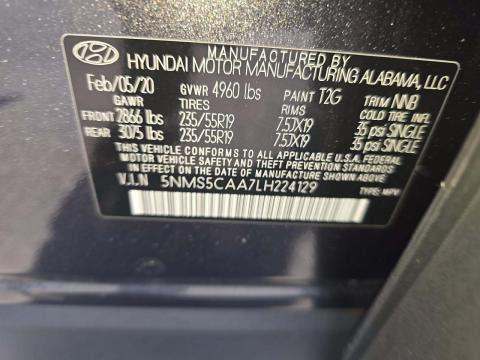 MANUFACTURED BY
HYUNDAI MOTOR MANUFACTURING ALABAMA, LLC
Feb/05/20 GVWR 4960 lbs PAINT T2G TRIM NNB
GAWR TIRES RIMS COLD TIRE INFL
FRONT 2866 lbs 235/55R19 7.5JX19 35 psi SINGLE
REAR 3075 lbs 235/55R19 7.5JX19 35 psi SINGLE
THIS VEHICLE CONFORMS TO ALL APPLICABLE U.S.A. FEDERAL
MOTOR VEHICLE SAFETY, BUMPER, AND THEFT PREVENTION STANDARDS
IN EFFECT ON THE DATE OF MANUFACTURE SHOWN ABOVE.
V.I.N 5NMS5CAA7LH224129 TYPE: MPV